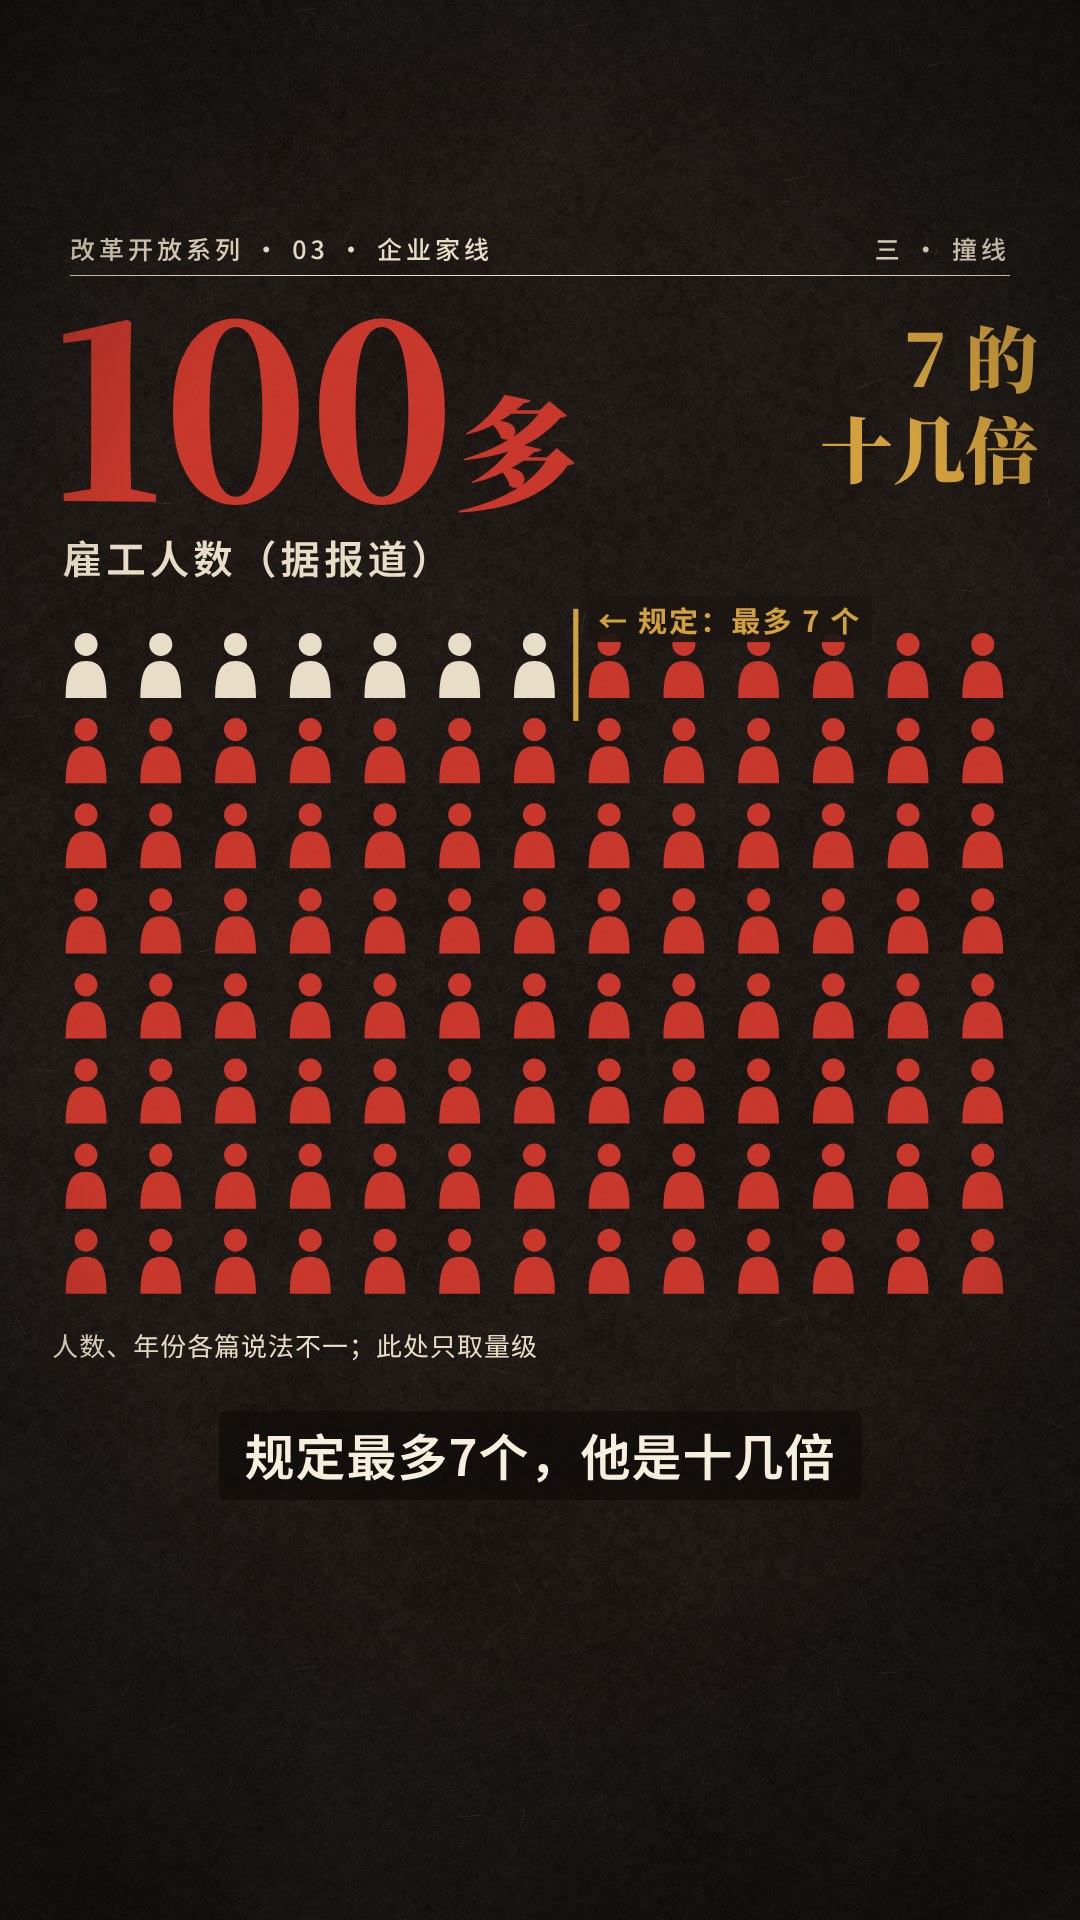 改革开放系列 · 03 · 企业家线
三 · 撞线
100多
7 的
十几倍
雇工人数（据报道）
← 规定：最多 7 个
人数、年份各篇说法不一；此处只取量级
规定最多7个，他是十几倍